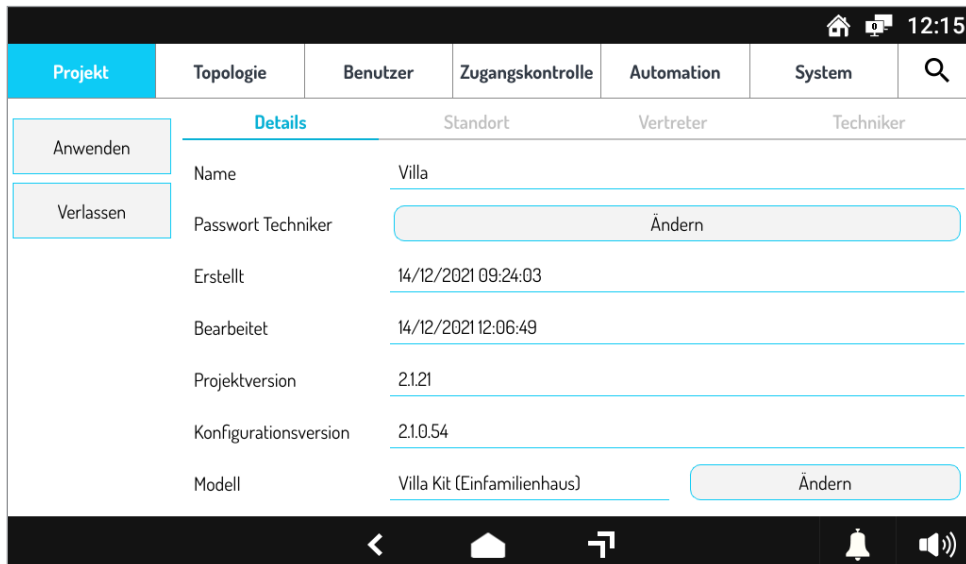 0 12:15
Projekt Topologie Benutzer Zugangskontrolle Automation System
Details Standort Vertreter Techniker
Anwenden
Verlassen
Name Villa
Passwort Techniker Ändern
Erstellt 14/12/2021 09:24:03
Bearbeitet 14/12/2021 12:06:49
Projektversion 2.1.21
Konfigurationsversion 2.1.0.54
Modell Villa Kit (Einfamilienhaus) Ändern